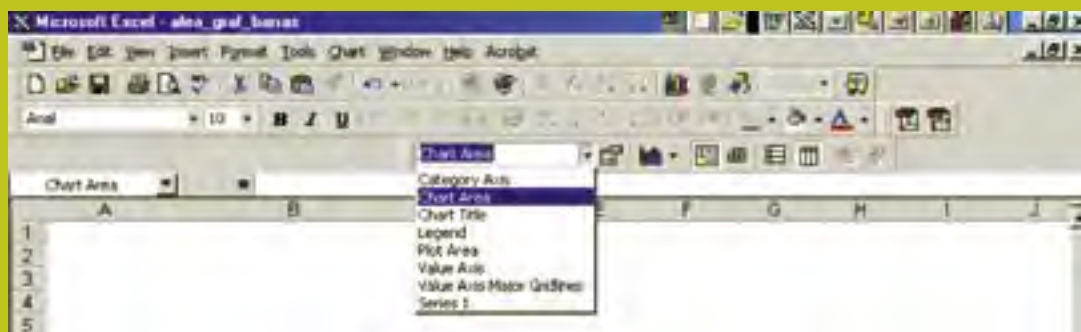 Microsoft Excel - alea_graf_barras
File Edit View Insert Format Tools Chart Window Help Acrobat
Arial 10 B I U A
Chart Area
Chart Area
Category Axis
Chart Area
Chart Title
Legend
Plot Area
Value Axis
Value Axis Major Gridlines
Series 1
A B E F G H I J
1
2
3
4
5